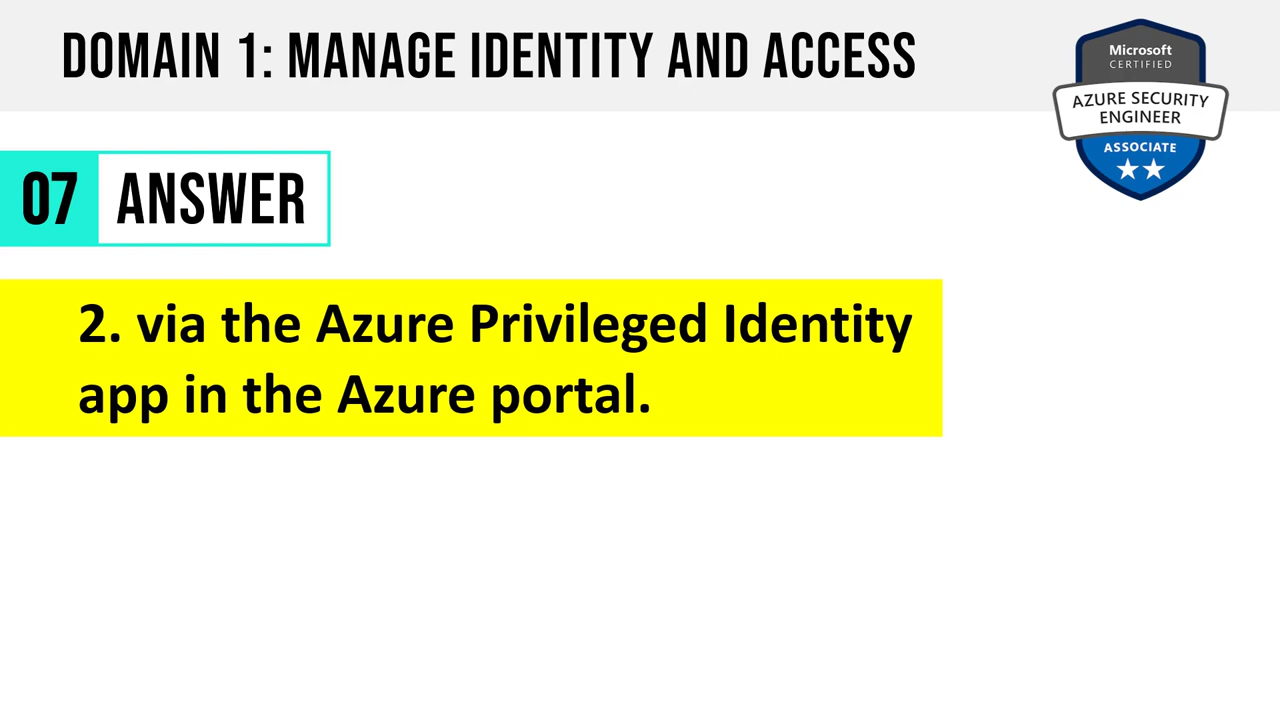 DOMAIN 1: MANAGE IDENTITY AND ACCESS
Microsoft
CERTIFIED
AZURE SECURITY
ENGINEER
ASSOCIATE
07 ANSWER
2. via the Azure Privileged Identity
app in the Azure portal.